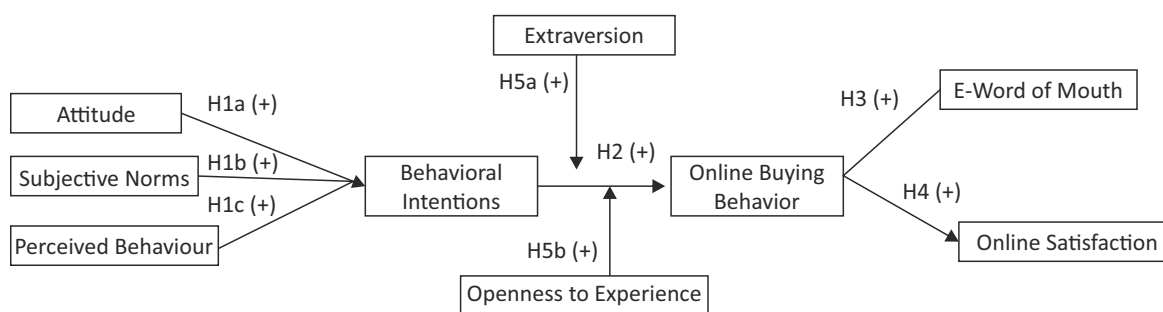 Extraversion
H5a (+)
E-Word of Mouth
H3 (+)
H1a (+)
Attitude
H2 (+)
H1b (+)
Behavioral
Intentions
Online Buying
Behavior
Subjective Norms
H1c (+)
H4 (+)
Perceived Behaviour
H5b (+)
Online Satisfaction
Openness to Experience